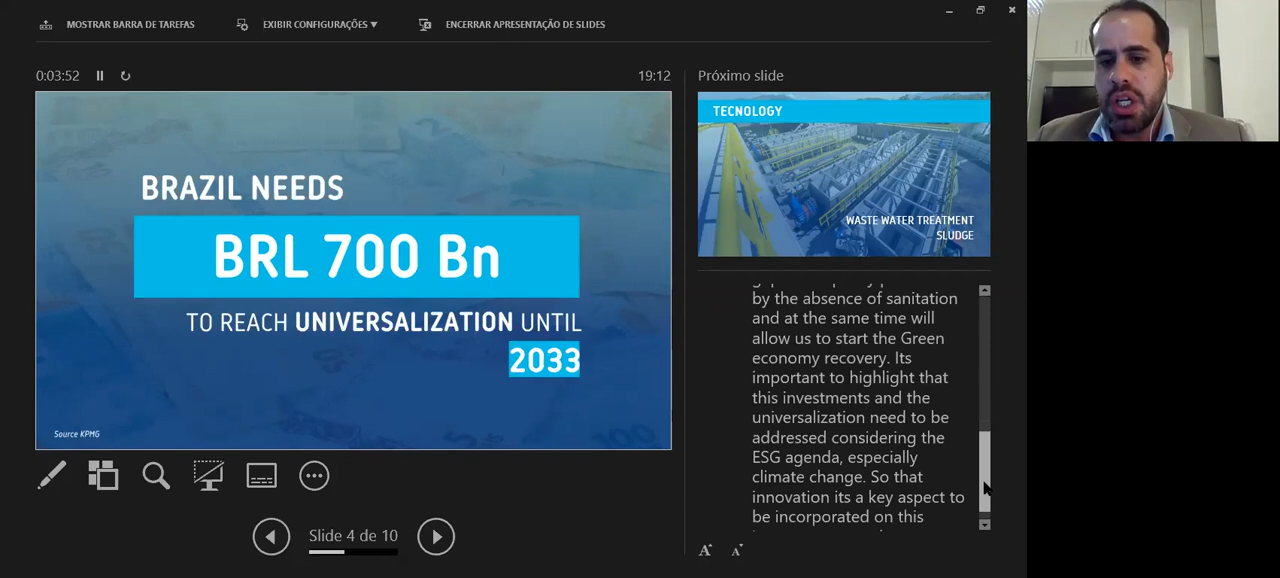 MOSTRAR BARRA DE TAREFAS
EXIBIR CONFIGURAÇÕES ▼
ENCERRAR APRESENTAÇÃO DE SLIDES
0:03:52
19:12
BRAZIL NEEDS
BRL 700 Bn
TO REACH UNIVERSALIZATION UNTIL
2033
Source KPMG
Slide 4 de 10
Próximo slide
TECNOLOGY
WASTE WATER TREATMENT
SLUDGE
by the absence of sanitation
and at the same time will
allow us to start the Green
economy recovery. Its
important to highlight that
this investments and the
universalization need to be
addressed considering the
ESG agenda, especially
climate change. So that
innovation its a key aspect to
be incorporated on this
A
A